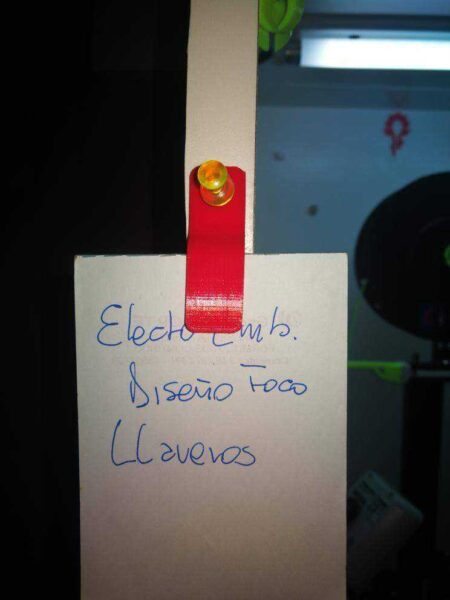 Electo Emb.
Diseño Foco
Llaveros